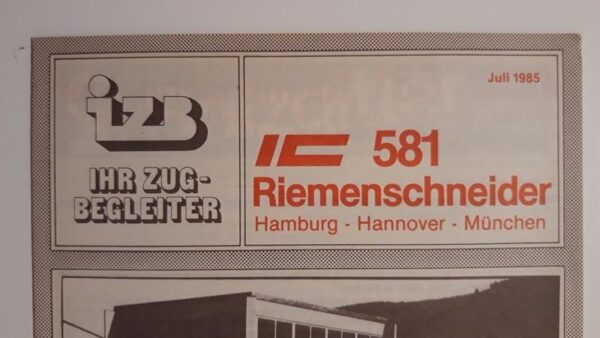 izb
IHR ZUG-
BEGLEITER
Juli 1985
IC 581
Riemenschneider
Hamburg - Hannover - München